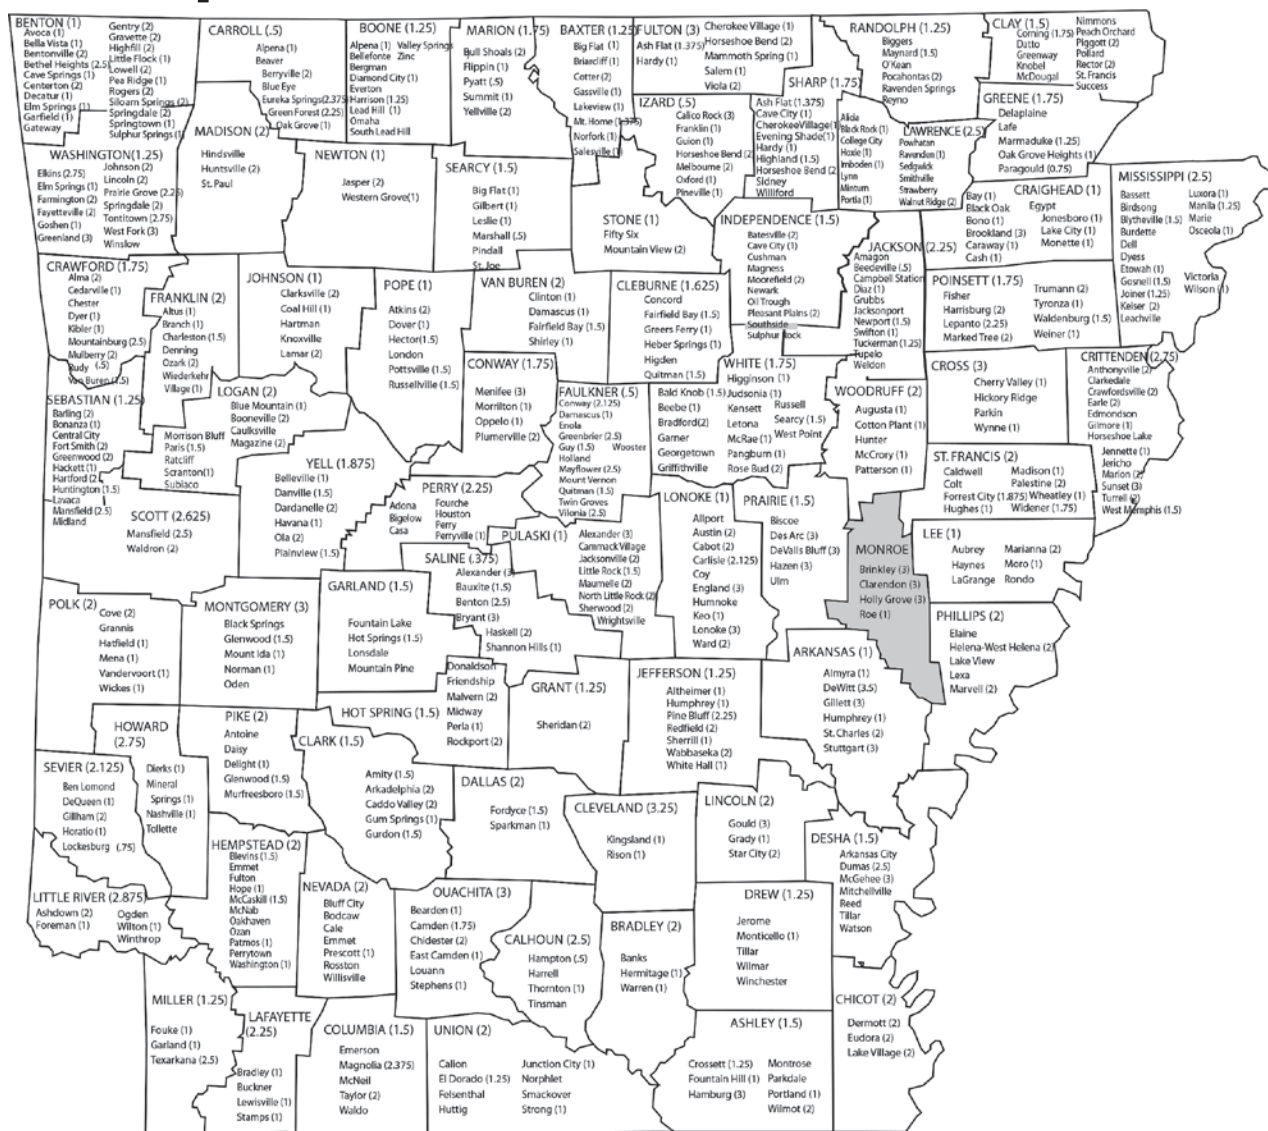 BENTON (1)
Avoca (1)
Bella Vista (1)
Bentonville (2)
Bethel Heights (2.5)
Cave Springs (1)
Centerton (2)
Decatur (1)
Elm Springs (1)
Garfield (1)
Gateway
Gentry (2)
Gravette (2)
Highfill (2)
Little Flock (1)
Lowell (2)
Pea Ridge (1)
Rogers (2)
Siloam Springs (2)
Springdale (2)
Springtown (1)
Sulphur Springs (1)
CARROLL (.5)
Alpena (1)
Beaver
Berryville (2)
Blue Eye
Eureka Springs(2.375)
Green Forest (2.25)
Oak Grove (1)
BOONE (1.25)
Alpena (1)
Bellefonte
Bergman
Diamond City (1)
Everton
Harrison (1.25)
Lead Hill (1)
Omaha
South Lead Hill
Valley Springs
Zinc
MARION (1.75)
Bull Shoals (2)
Flippin (1)
Pyatt (.5)
Summit (1)
Yellville (2)
BAXTER (1.25)
Big Flat (1)
Briarcliff (1)
Cotter (2)
Gassville (1)
Lakeview (1)
Mt. Home (1.375)
Norfork (1)
Salesville (1)
FULTON (3)
Ash Flat (1.375)
Hardy (1)
Cherokee Village (1)
Horseshoe Bend (2)
Mammoth Spring (1)
Salem (1)
Viola (2)
SHARP (1.75)
Ash Flat (1.375)
Cave City (1)
CherokeeVillage(1)
Evening Shade(1)
Hardy (1)
Highland (1.5)
Horseshoe Bend (2)
Sidney
Williford
RANDOLPH (1.25)
Biggers
Maynard (1.5)
O'Kean
Pocahontas (2)
Ravenden Springs
Reyno
CLAY (1.5)
Corning (1.75)
Datto
Greenway
Knobel
McDougal
Nimmons
Peach Orchard
Piggott (2)
Pollard
Rector (2)
St. Francis
Success
GREENE (1.75)
Delaplaine
Lafe
Marmaduke (1.25)
Oak Grove Heights (1)
Paragould (0.75)
LAWRENCE (2.5)
Alicia
Black Rock (1)
College City
Hoxie (1)
Imboden (1)
Lynn
Minturn
Portia (1)
Powhatan
Ravenden (1)
Sedgwick
Smithville
Strawberry
Walnut Ridge (2)
IZARD (.5)
Calico Rock (3)
Franklin (1)
Guion (1)
Horseshoe Bend (2)
Melbourne (2)
Oxford (1)
Pineville (1)
MADISON (2)
Hindsville
Huntsville (2)
St. Paul
WASHINGTON(1.25)
Elkins (2.75)
Elm Springs (1)
Farmington (2)
Fayetteville (2)
Goshen (1)
Greenland (3)
Johnson (2)
Lincoln (2)
Prairie Grove (2.25)
Springdale (2)
Tontitown (2.75)
West Fork (3)
Winslow
NEWTON (1)
Jasper (2)
Western Grove(1)
SEARCY (1.5)
Big Flat (1)
Gilbert (1)
Leslie (1)
Marshall (.5)
Pindall
St. Joe
STONE (1)
Fifty Six
Mountain View (2)
INDEPENDENCE (1.5)
Batesville (2)
Cave City (1)
Cushman
Magness
Moorefield (2)
Newark
Oil Trough
Pleasant Plains (2)
Southside
Sulphur Rock
JACKSON (2.25)
Amagon
Beedeville (.5)
Campbell Station
Diaz (1)
Grubbs
Jacksonport
Newport (1.5)
Swifton (1)
Tuckerman (1.25)
Tupelo
Weldon
CRAIGHEAD (1)
Bay (1)
Black Oak
Bono (1)
Brookland (3)
Caraway (1)
Cash (1)
Egypt
Jonesboro (1)
Lake City (1)
Monette (1)
MISSISSIPPI (2.5)
Bassett
Birdsong
Blytheville (1.5)
Burdette
Dell
Dyess
Etowah (1)
Gosnell (1.5)
Joiner (1.25)
Keiser (2)
Leachville
Luxora (1)
Manila (1.25)
Marie
Osceola (1)
Victoria
Wilson (1)
POINSETT (1.75)
Fisher
Harrisburg (2)
Lepanto (2.25)
Marked Tree (2)
Trumann (2)
Tyronza (1)
Waldenburg (1.5)
Weiner (1)
CRAWFORD (1.75)
Alma (2)
Cedarville (1)
Chester
Dyer (1)
Kibler (1)
Mountainburg (2.5)
Mulberry (2)
Rudy (.5)
Van Buren (1.5)
FRANKLIN (2)
Altus (1)
Branch (1)
Charleston (1.5)
Denning
Ozark (2)
Wiederkehr
Village (1)
JOHNSON (1)
Clarksville (2)
Coal Hill (1)
Hartman
Knoxville
Lamar (2)
POPE (1)
Atkins (2)
Dover (1)
Hector(1.5)
London
Pottsville (1.5)
Russellville (1.5)
VAN BUREN (2)
Clinton (1)
Damascus (1)
Fairfield Bay (1.5)
Shirley (1)
CLEBURNE (1.625)
Concord
Fairfield Bay (1.5)
Greers Ferry (1)
Heber Springs (1)
Higden
Quitman (1.5)
CONWAY (1.75)
Menifee (3)
Morrilton (1)
Oppelo (1)
Plumerville (2)
FAULKNER (.5)
Conway (2.125)
Damascus (1)
Enola
Greenbrier (2.5)
Guy (1.5)
Wooster
Holland
Mayflower (2.5)
Mount Vernon
Quitman (1.5)
Twin Groves
Vilonia (2.5)
WHITE (1.75)
Bald Knob (1.5)
Beebe (1)
Bradford(2)
Garner
Georgetown
Griffithville
Higginson (1)
Judsonia (1)
Kensett
Letona
McRae (1)
Pangburn (1)
Rose Bud (2)
Russell
Searcy (1.5)
West Point
WOODRUFF (2)
Augusta (1)
Cotton Plant (1)
Hunter
McCrory (1)
Patterson (1)
CROSS (3)
Cherry Valley (1)
Hickory Ridge
Parkin
Wynne (1)
CRITTENDEN (2.75)
Anthonyville (2)
Clarkedale
Crawfordsville (2)
Earle (2)
Edmondson
Gilmore (1)
Horseshoe Lake
Jennette (1)
Jericho
Marion (2)
Sunset (3)
Turrell (2)
West Memphis (1.5)
ST. FRANCIS (2)
Caldwell
Colt
Forrest City (1.875)
Hughes (1)
Madison (1)
Palestine (2)
Wheatley (1)
Widener (1.75)
SEBASTIAN (1.25)
Barling (2)
Bonanza (1)
Central City
Fort Smith (2)
Greenwood (2)
Hackett (1)
Hartford (2)
Huntington (1.5)
Lavaca
Mansfield (2.5)
Midland
LOGAN (2)
Blue Mountain (1)
Booneville (2)
Caulksville
Magazine (2)
Morrison Bluff
Paris (1.5)
Ratcliff
Scranton(1)
Subiaco
SCOTT (2.625)
Mansfield (2.5)
Waldron (2)
YELL (1.875)
Belleville (1)
Danville (1.5)
Dardanelle (2)
Havana (1)
Ola (2)
Plainview (1.5)
PERRY (2.25)
Adona
Bigelow
Casa
Fourche
Houston
Perry
Perryville (1)
PULASKI (1)
Alexander (3)
Cammack Village
Jacksonville (2)
Little Rock (1.5)
Maumelle (2)
North Little Rock (2)
Sherwood (2)
Wrightsville
LONOKE (1)
Allport
Austin (2)
Cabot (2)
Carlisle (2.125)
Coy
England (3)
Humnoke
Keo (1)
Lonoke (3)
Ward (2)
PRAIRIE (1.5)
Biscoe
Des Arc (3)
DeValls Bluff (3)
Hazen (3)
Ulm
MONROE
Brinkley (3)
Clarendon (3)
Holly Grove (3)
Roe (1)
LEE (1)
Aubrey
Haynes
LaGrange
Marianna (2)
Moro (1)
Rondo
PHILLIPS (2)
Elaine
Helena-West Helena (2)
Lake View
Lexa
Marvell (2)
POLK (2)
Cove (2)
Grannis
Hatfield (1)
Mena (1)
Vandervoort (1)
Wickes (1)
MONTGOMERY (3)
Black Springs
Glenwood (1.5)
Mount Ida (1)
Norman (1)
Oden
GARLAND (1.5)
Fountain Lake
Hot Springs (1.5)
Lonsdale
Mountain Pine
SALINE (.375)
Alexander (3)
Bauxite (1.5)
Benton (2.5)
Bryant (3)
Haskell (2)
Shannon Hills (1)
HOT SPRING (1.5)
Donaldson
Friendship
Malvern (2)
Midway
Perla (1)
Rockport (2)
GRANT (1.25)
Sheridan (2)
JEFFERSON (1.25)
Altheimer (1)
Humphrey (1)
Pine Bluff (2.25)
Redfield (2)
Sherrill (1)
Wabbaseka (2)
White Hall (1)
ARKANSAS (1)
Almyra (1)
DeWitt (3.5)
Gillett (3)
Humphrey (1)
St. Charles (2)
Stuttgart (3)
HOWARD
(2.75)
Dierks (1)
Mineral
Springs (1)
Nashville (1)
Tollette
PIKE (2)
Antoine
Daisy
Delight (1)
Glenwood (1.5)
Murfreesboro (1.5)
CLARK (1.5)
Amity (1.5)
Arkadelphia (2)
Caddo Valley (2)
Gum Springs (1)
Gurdon (1.5)
DALLAS (2)
Fordyce (1.5)
Sparkman (1)
CLEVELAND (3.25)
Kingsland (1)
Rison (1)
LINCOLN (2)
Gould (3)
Grady (1)
Star City (2)
DESHA (1.5)
Arkansas City
Dumas (2.5)
McGehee (3)
Mitchellville
Reed
Tillar
Watson
SEVIER (2.125)
Ben Lomond
DeQueen (1)
Gillham (2)
Horatio (1)
Lockesburg (.75)
LITTLE RIVER (2.875)
Ashdown (2)
Foreman (1)
Ogden
Wilton (1)
Winthrop
HEMPSTEAD (2)
Blevins (1.5)
Emmet
Fulton
Hope (1)
McCaskill (1.5)
McNab
Oakhaven
Ozan
Patmos (1)
Perrytown
Washington (1)
NEVADA (2)
Bluff City
Bodcaw
Cale
Emmet
Prescott (1)
Rosston
Willisville
OUACHITA (3)
Bearden (1)
Camden (1.75)
Chidester (2)
East Camden (1)
Louann
Stephens (1)
CALHOUN (2.5)
Hampton (.5)
Harrell
Thornton (1)
Tinsman
BRADLEY (2)
Banks
Hermitage (1)
Warren (1)
DREW (1.25)
Jerome
Monticello (1)
Tillar
Wilmar
Winchester
CHICOT (2)
Dermott (2)
Eudora (2)
Lake Village (2)
MILLER (1.25)
Fouke (1)
Garland (1)
Texarkana (2.5)
LAFAYETTE
(2.25)
Bradley (1)
Buckner
Lewisville (1)
Stamps (1)
COLUMBIA (1.5)
Emerson
Magnolia (2.375)
McNeil
Taylor (2)
Waldo
UNION (2)
Calion
El Dorado (1.25)
Felsenthal
Huttig
Junction City (1)
Norphlet
Smackover
Strong (1)
ASHLEY (1.5)
Crossett (1.25)
Fountain Hill (1)
Hamburg (3)
Montrose
Parkdale
Portland (1)
Wilmot (2)